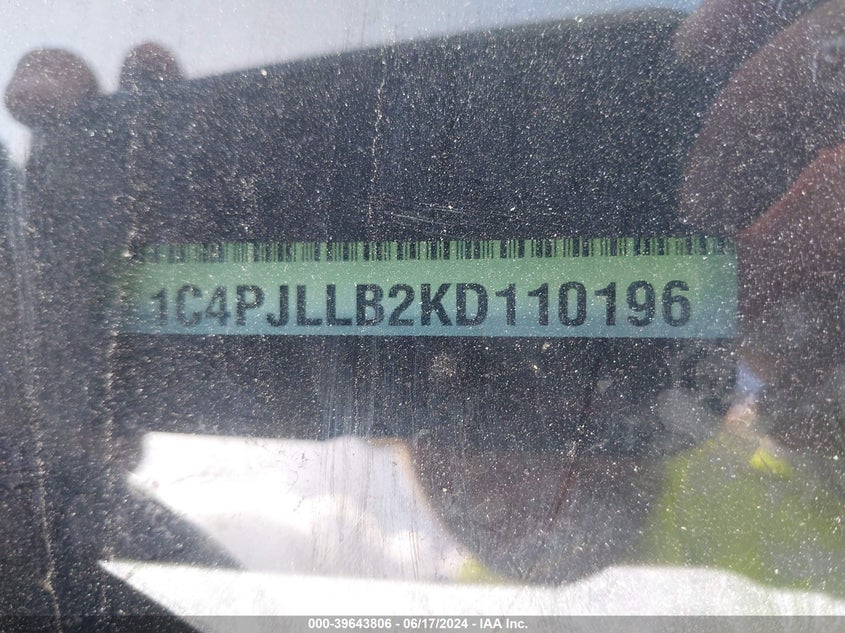 1C4PJLLB2KD110196
000-39643806 - 06/17/2024 - IAA Inc.